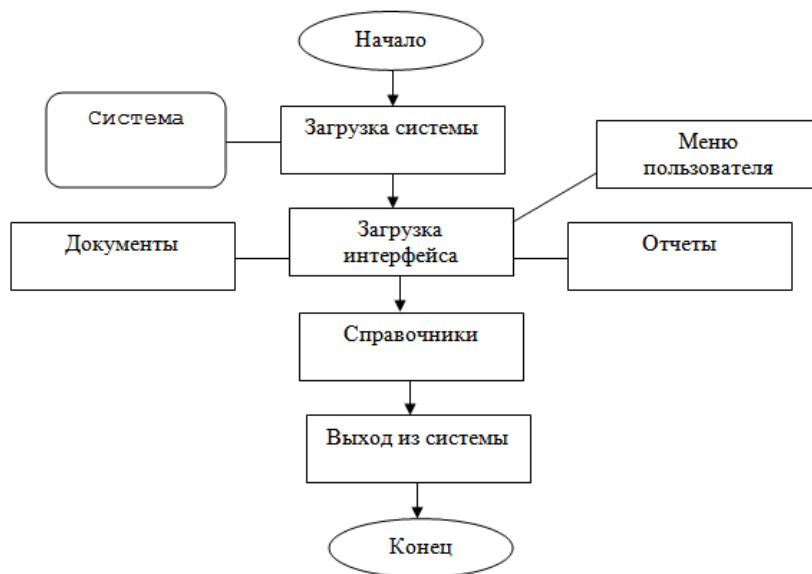 Начало
Система
Загрузка системы
Меню
пользователя
Документы
Загрузка
интерфейса
Отчеты
Справочники
Выход из системы
Конец